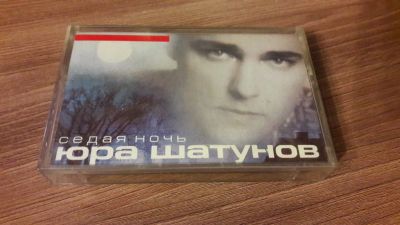 седая ночь
юра шатунов